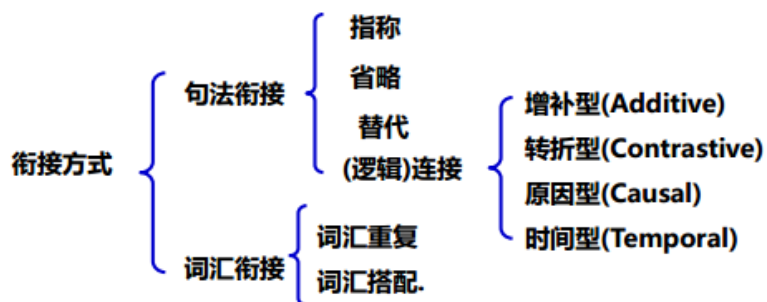 衔接方式
句法衔接
指称
省略
替代
(逻辑)连接
增补型(Additive)
转折型(Contrastive)
原因型(Causal)
时间型(Temporal)
词汇衔接
词汇重复
词汇搭配.